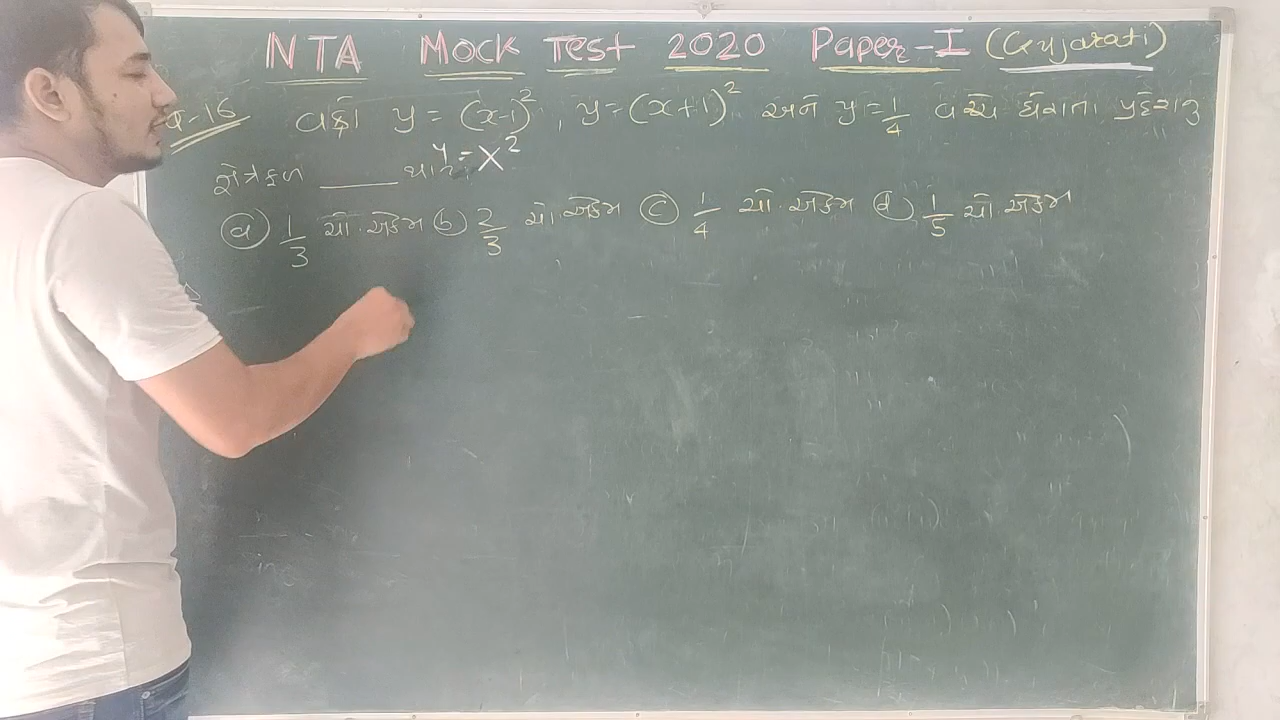 NTA Mock Test 2020 Paper-I (Gujarati)
પ્ર-16 વક્રો y = (x-1)², y = (x+1)² અને y = 1/4 વચ્ચે ઘેરાતા પ્રદેશનું
ક્ષેત્રફળ ____ થાય.
y = x²
(a) 1/3 ચો.એકમ (b) 2/3 ચો.એકમ (c) 1/4 ચો.એકમ (d) 1/5 ચો.એકમ